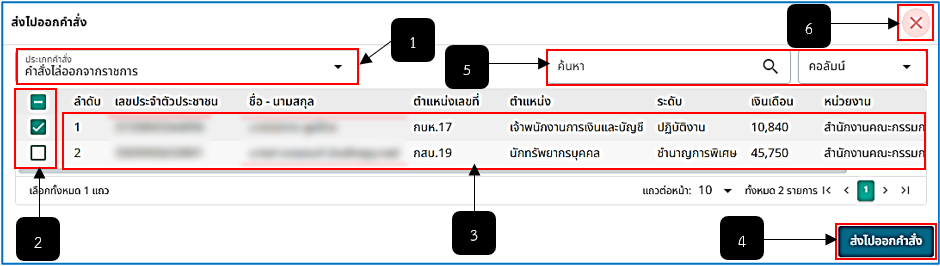 ส่งไปออกคำสั่ง
6
1
ประเภทคำสั่ง
คำสั่งไล่ออกจากราชการ
5
ค้นหา
คอลัมน์
ลำดับ เลขประจำตัวประชาชน ชื่อ - นามสกุล ตำแหน่งเลขที่ ตำแหน่ง ระดับ เงินเดือน หน่วยงาน
1 กบห.17 เจ้าพนักงานการเงินและบัญชี ปฏิบัติงาน 10,840 สำนักงานคณะกรรมก
2 กสบ.19 นักทรัพยากรบุคคล ชำนาญการพิเศษ 45,750 สำนักงานคณะกรรมก
เลือกทั้งหมด 1 แถว
แถวต่อหน้า: 10 ทั้งหมด 2 รายการ 1
2
3
4
ส่งไปออกคำสั่ง